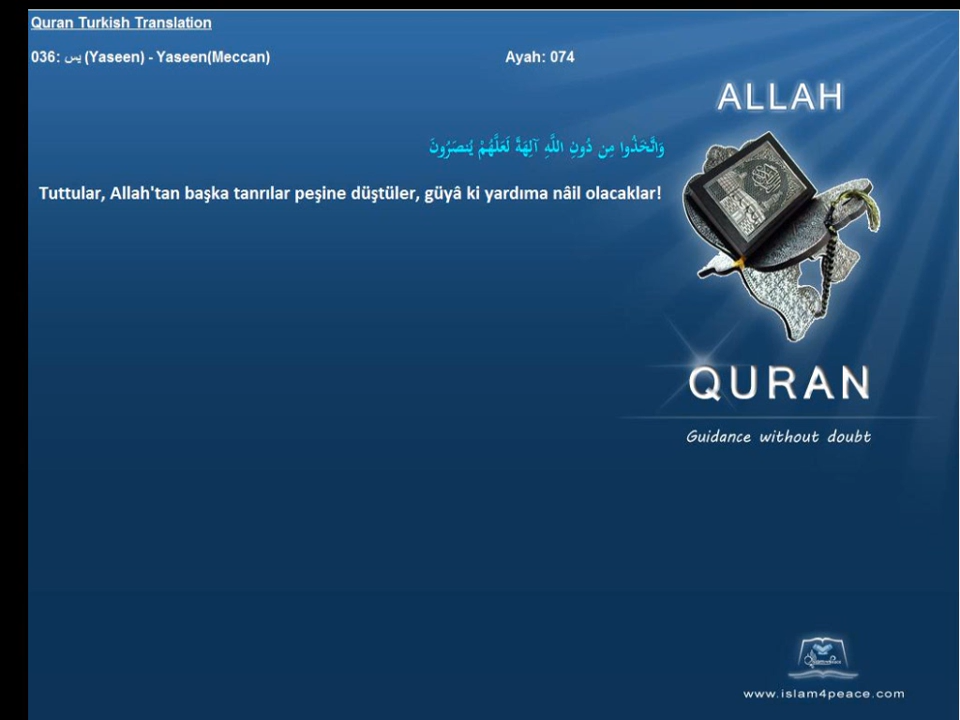 Quran Turkish Translation
036: يس (Yaseen) - Yaseen(Meccan) Ayah: 074
ALLAH
وَاتَّخَذُوا مِن دُونِ اللَّهِ آلِهَةً لَعَلَّهُمْ يُنصَرُونَ
Tuttular, Allah'tan başka tanrılar peşine düştüler, güyâ ki yardıma nâil olacaklar!
QURAN
Guidance without doubt
www.islam4peace.com